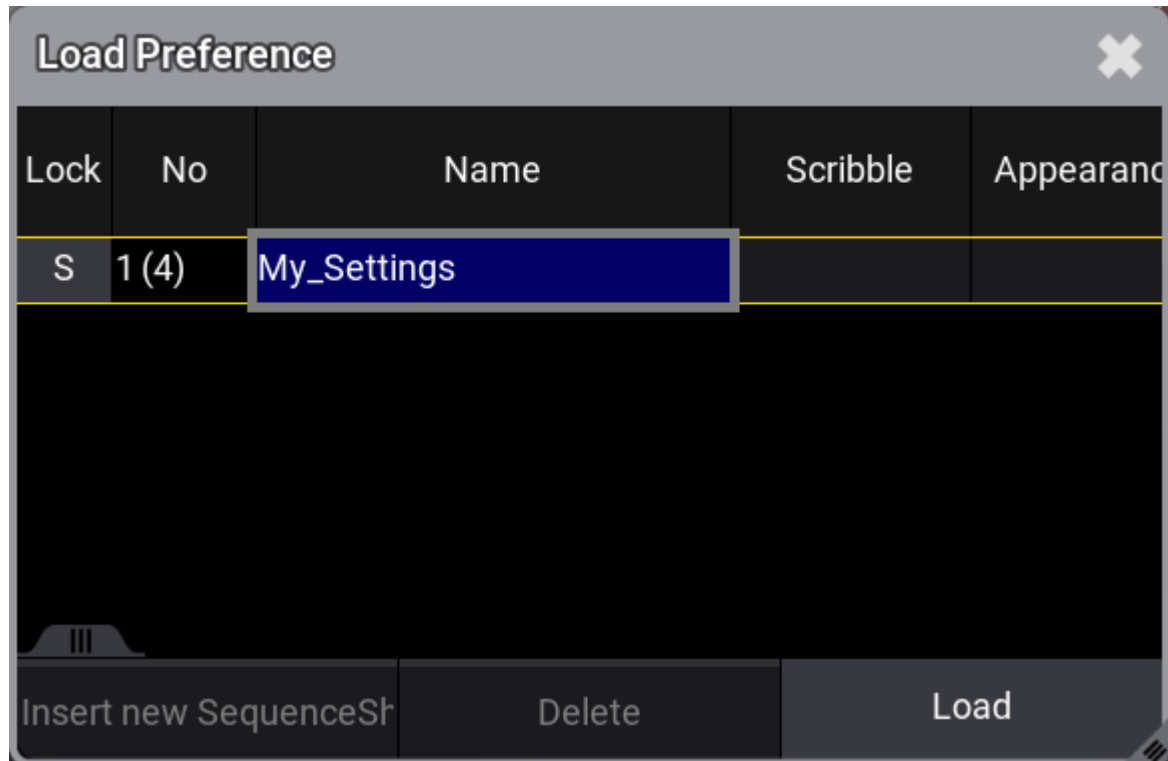 Load Preference
Lock No Name Scribble Appearanc
S 1 (4) My_Settings
Insert new SequenceSh Delete Load